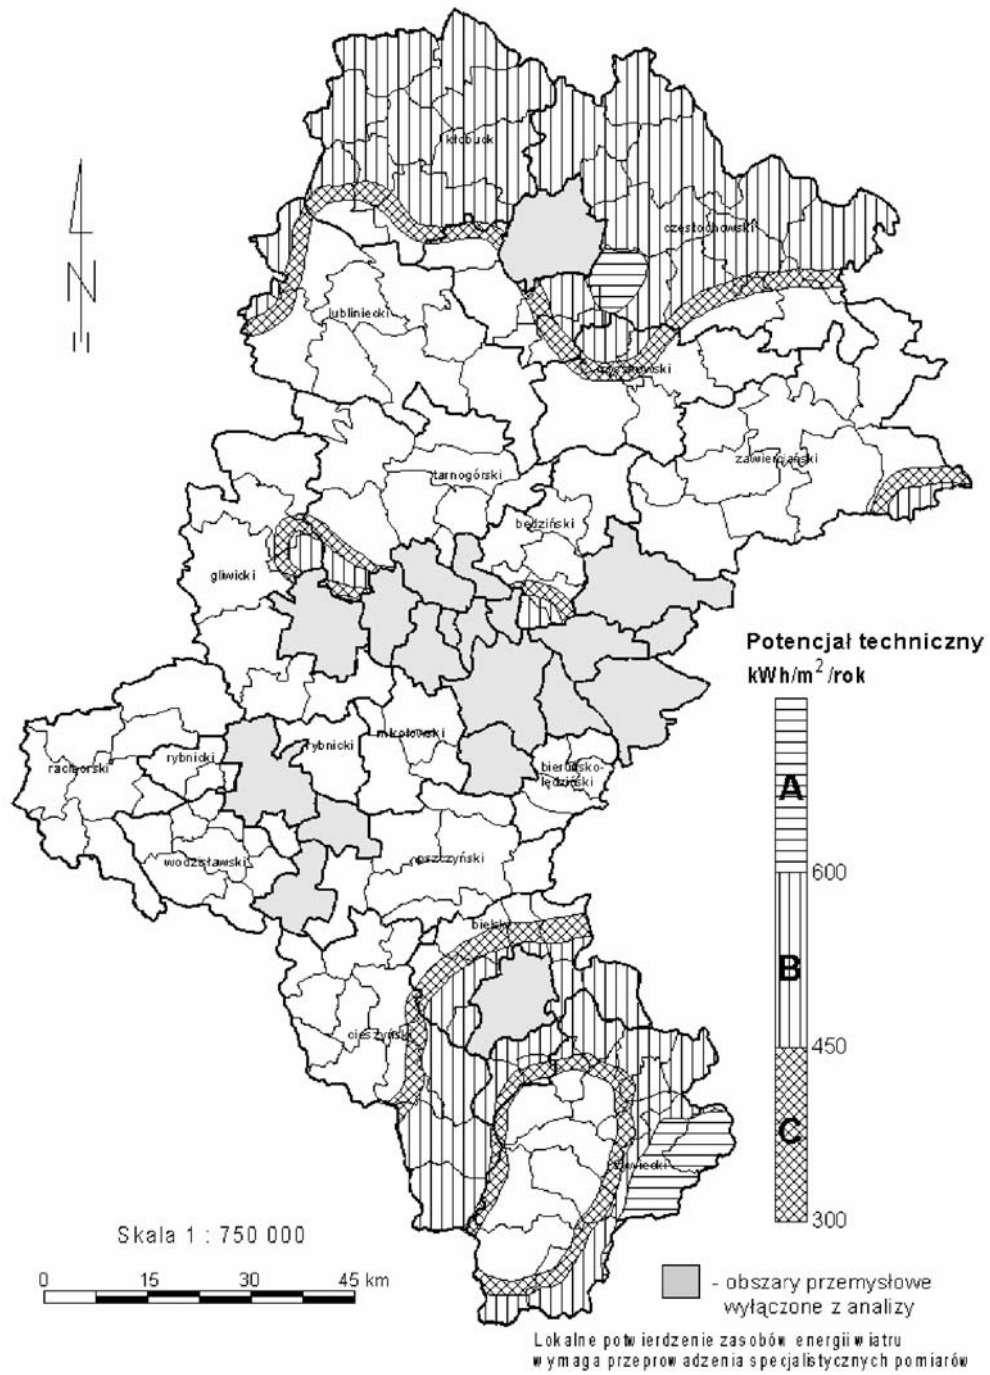 kłobuck
częstochowski
lubliniecki
N
zawierciański
tarnogórski
będziński
gliwicki
Potencjał techniczny
kWh/m²/rok
A
600
B
450
C
300
mikołowski
rybnicki
rybnicki
raciborski
bieruńsko-
lędziński
wodzisławski
pszczyński
bielski
cieszyński
Skala 1 : 750 000
0 15 30 45 km
- obszary przemysłowe
wyłączone z analizy
Lokalne potwierdzenie zasobów energii wiatru
wymaga przeprowadzenia specjalistycznych pomiarów